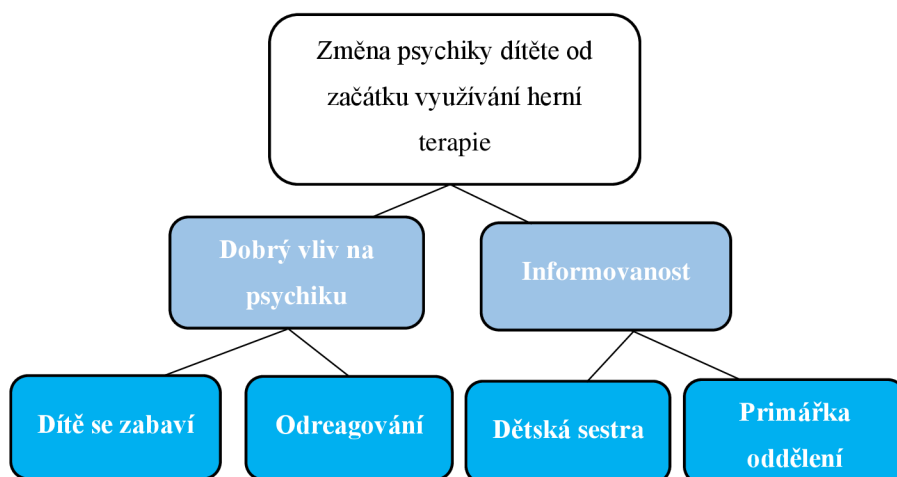 Změna psychiky dítěte od
začátku využívání herní
terapie
Dobrý vliv na
psychiku
Informovanost
Dítě se zabaví
Odreagování
Dětská sestra
Primářka
oddělení